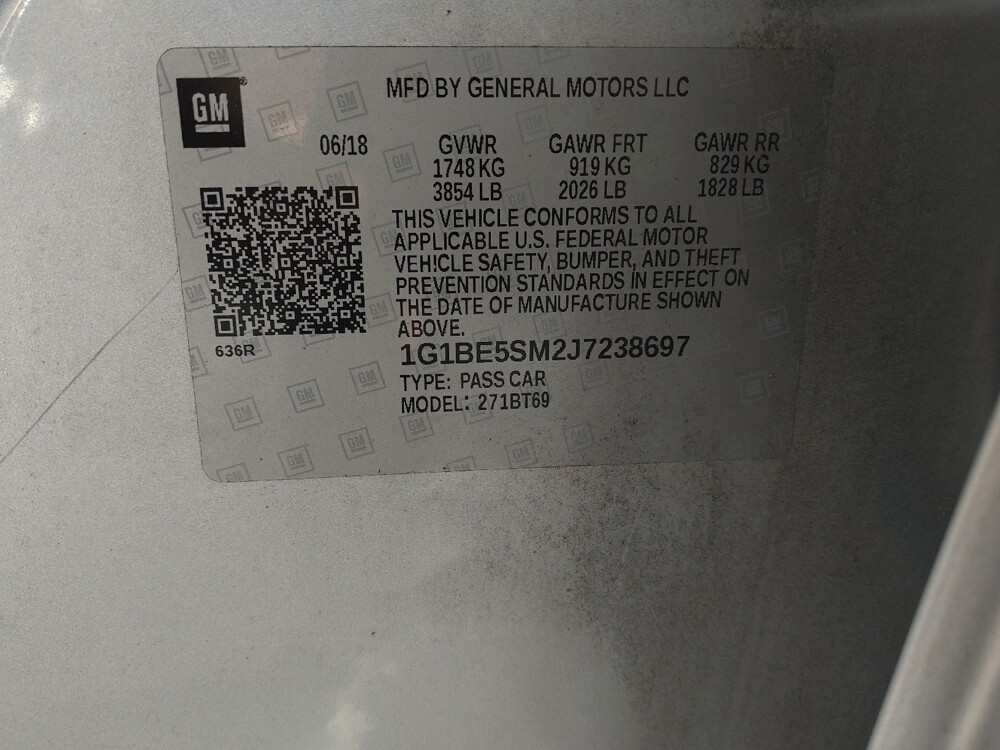 GM
MFD BY GENERAL MOTORS LLC
06/18 GVWR GAWR FRT GAWR RR
1748 KG 919 KG 829 KG
3854 LB 2026 LB 1828 LB
THIS VEHICLE CONFORMS TO ALL
APPLICABLE U.S. FEDERAL MOTOR
VEHICLE SAFETY, BUMPER, AND THEFT
PREVENTION STANDARDS IN EFFECT ON
THE DATE OF MANUFACTURE SHOWN
ABOVE.
636R
1G1BE5SM2J7238697
TYPE: PASS CAR
MODEL: 271BT69